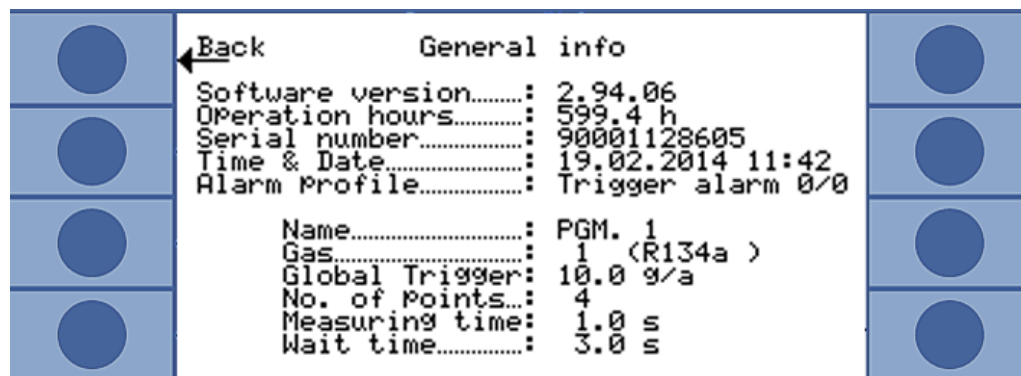 Back General info
Software version........: 2.94.06
Operation hours..........: 599.4 h
Serial number...............: 90001128605
Time & Date....................: 19.02.2014 11:42
Alarm Profile................: Trigger alarm 0/0
Name..........................: PGM. 1
Gas.............................: 1 (R134a )
Global Trigger: 10.0 g/a
No. of Points...: 4
Measuring time: 1.0 s
Wait time.............: 3.0 s